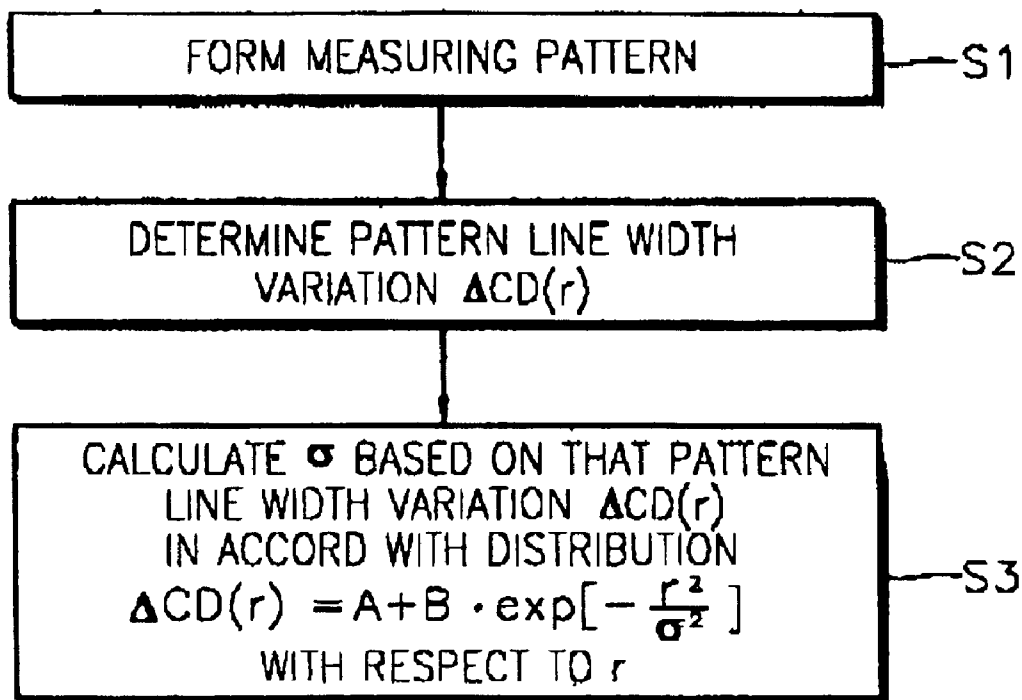 FORM MEASURING PATTERN
S1
DETERMINE PATTERN LINE WIDTH
VARIATION ΔCD(r)
S2
CALCULATE σ BASED ON THAT PATTERN
LINE WIDTH VARIATION ΔCD(r)
IN ACCORD WITH DISTRIBUTION
ΔCD(r) = A+B · exp[- r²/σ² ]
WITH RESPECT TO r
S3